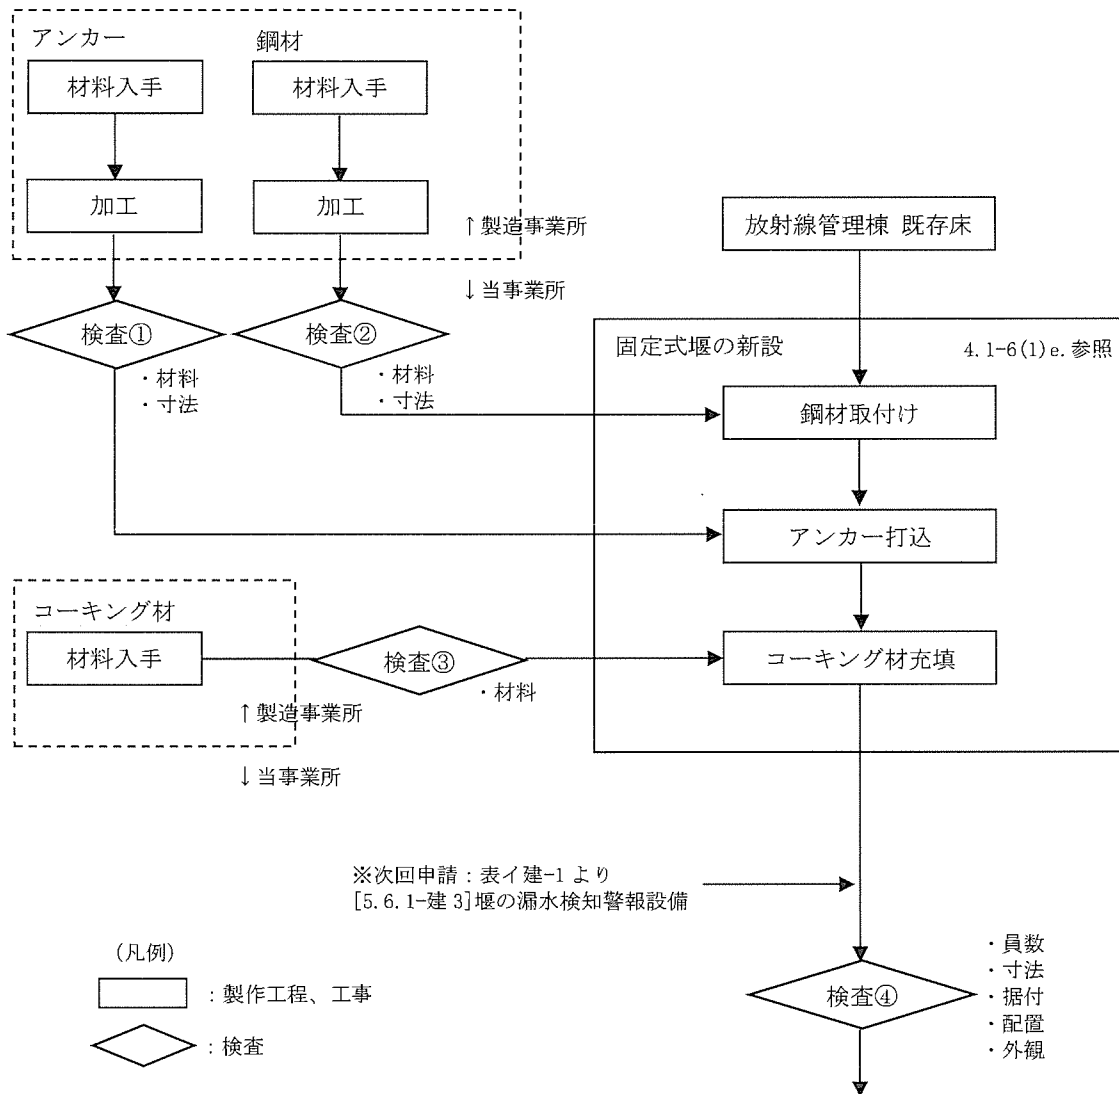 アンカー
鋼材
材料入手
材料入手
加工
加工
↑製造事業所
↓当事業所
放射線管理棟 既存床
検査①
・材料
・寸法
検査②
・材料
・寸法
固定式堰の新設
4.1-6(1)e.参照
鋼材取付け
アンカー打込
コーキング材
材料入手
検査③
・材料
コーキング材充填
↑製造事業所
↓当事業所
※次回申請：表イ建-1 より
[5.6.1-建 3]堰の漏水検知警報設備
検査④
・員数
・寸法
・据付
・配置
・外観
(凡例)
：製作工程、工事
：検査